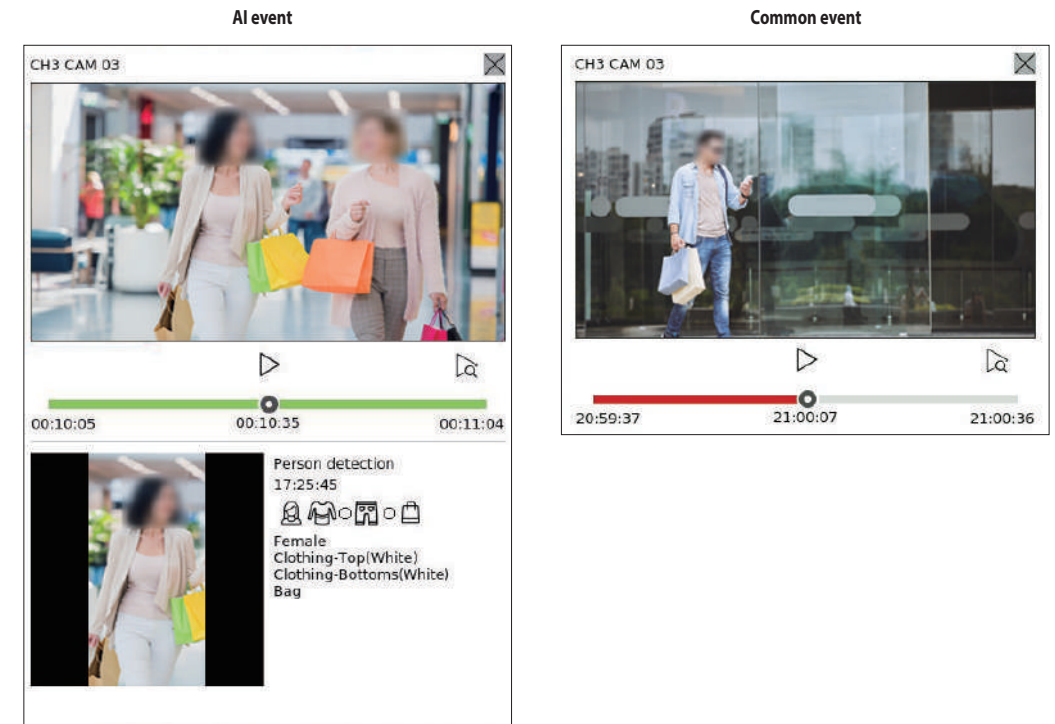 AI event
CH3 CAM 03
00:10:05
00:10:35
00:11:04
Person detection
17:25:45
Female
Clothing-Top(White)
Clothing-Bottoms(White)
Bag
Common event
CH3 CAM 03
20:59:37
21:00:07
21:00:36